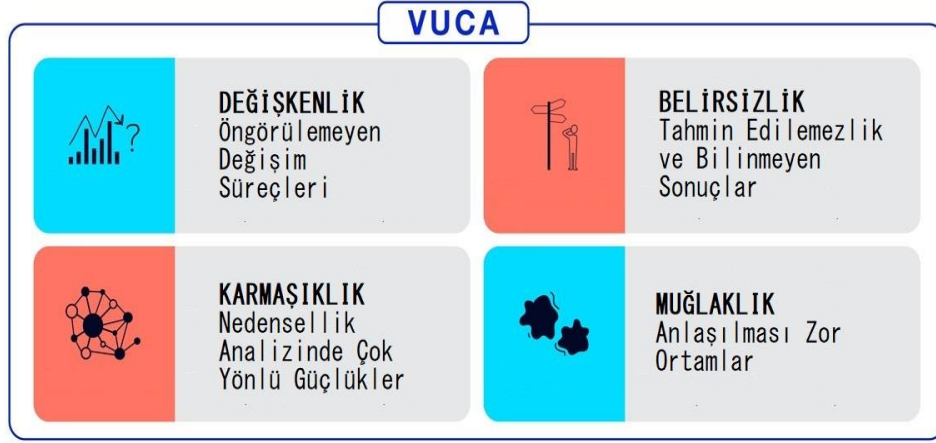 VUCA
DEĞİŞKENLİK
Öngörülemeyen
Değişim
Süreçleri
?
BELİRSİZLİK
Tahmin Edilemezlik
ve Bilinmeyen
Sonuçlar
KARMAŞIKLIK
Nedensellik
Analizinde Çok
Yönlü Güçlükler
MUĞLAKLIK
Anlaşılması Zor
Ortamlar